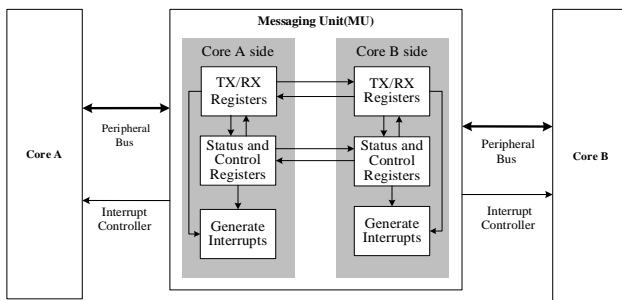 Messaging Unit(MU)
Core A side
Core B side
TX/RX
Registers
TX/RX
Registers
Peripheral
Bus
Peripheral
Bus
Core A
Status and
Control
Registers
Status and
Control
Registers
Core B
Interrupt
Controller
Generate
Interrupts
Generate
Interrupts
Interrupt
Controller